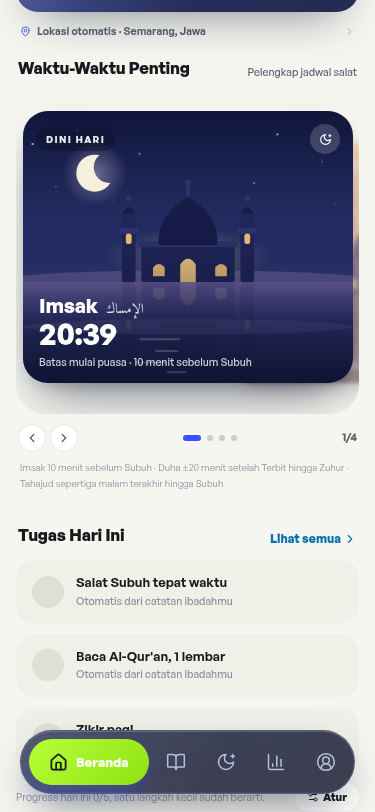 Lokasi otomatis · Semarang, Jawa
Waktu-Waktu Penting
Pelengkap jadwal salat
DINI HARI
Imsak الإمساك
20:39
Batas mulai puasa · 10 menit sebelum Subuh
1/4
Imsak 10 menit sebelum Subuh · Duha ±20 menit setelah Terbit hingga Zuhur ·
Tahajud sepertiga malam terakhir hingga Subuh
Tugas Hari Ini
Lihat semua
Salat Subuh tepat waktu
Otomatis dari catatan ibadahmu
Baca Al-Qur'an, 1 lembar
Otomatis dari catatan ibadahmu
Zikir pagi
Beranda
Progress hari ini 0/5, satu langkah kecil sudah berarti.
Atur